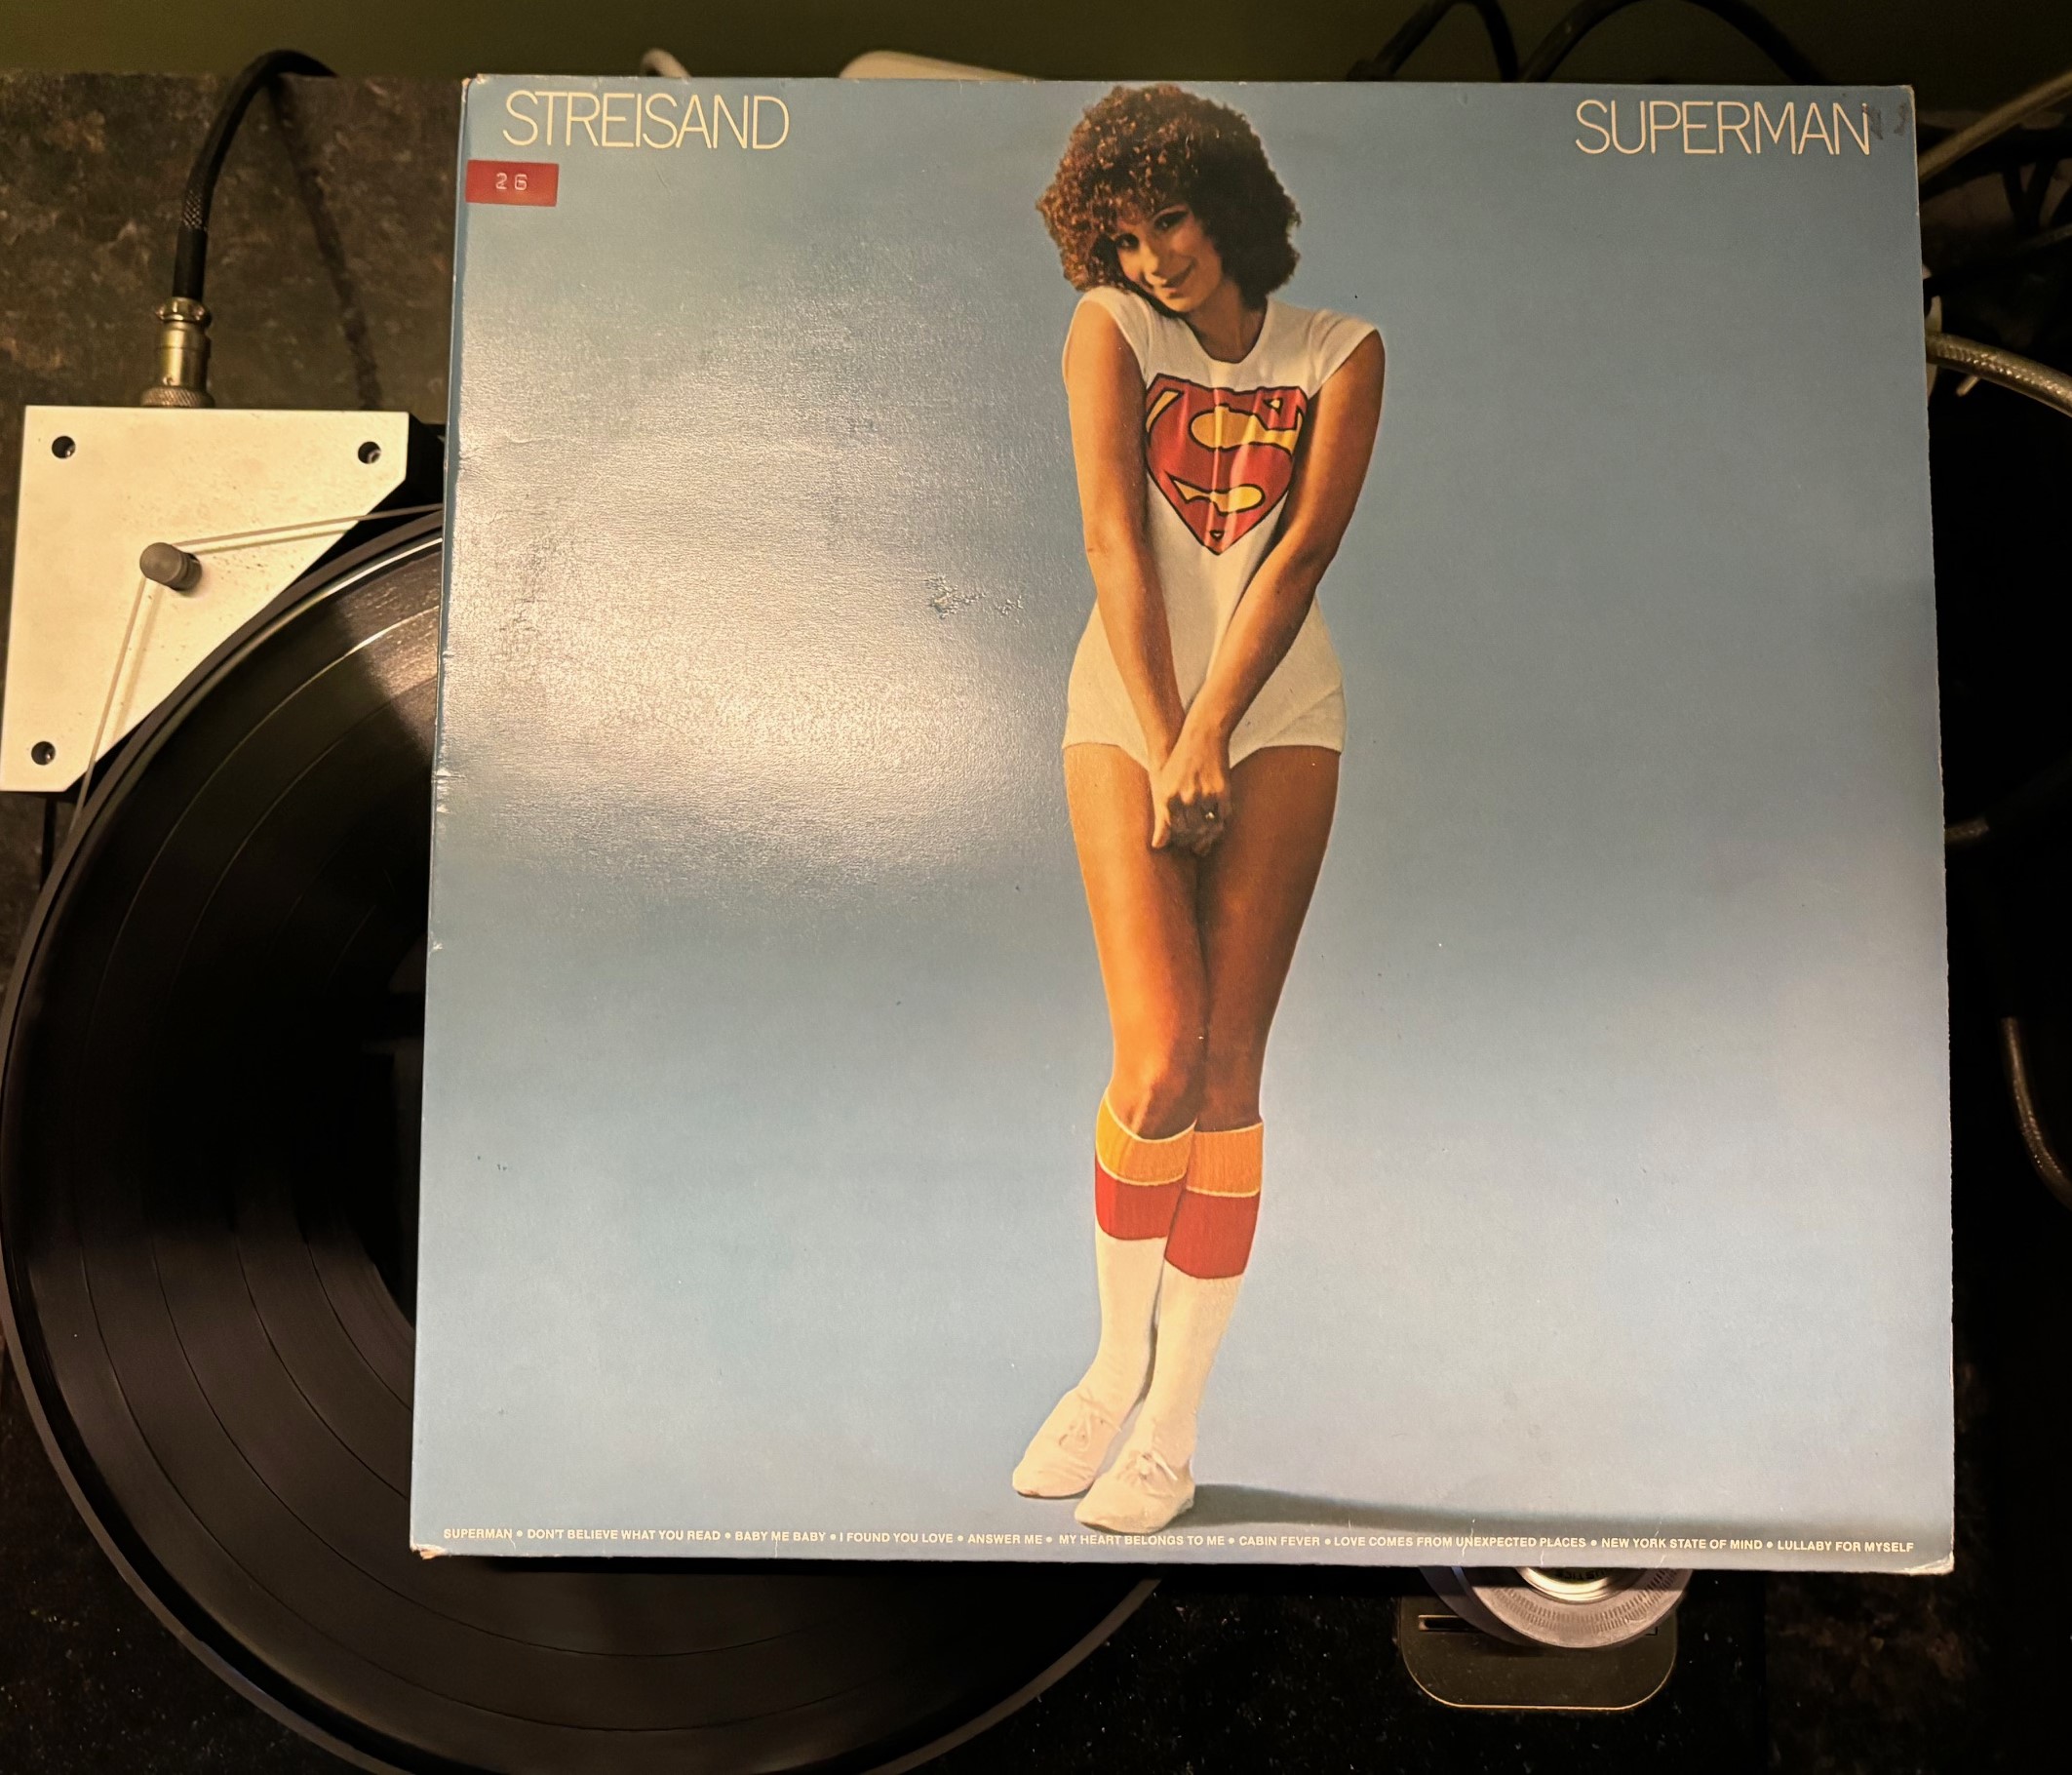 STREISAND
SUPERMAN
26
S
SUPERMAN • DON'T BELIEVE WHAT YOU READ • BABY ME BABY • I FOUND YOU LOVE • ANSWER ME • MY HEART BELONGS TO ME • CABIN FEVER • LOVE COMES FROM UNEXPECTED PLACES • NEW YORK STATE OF MIND • LULLABY FOR MYSELF